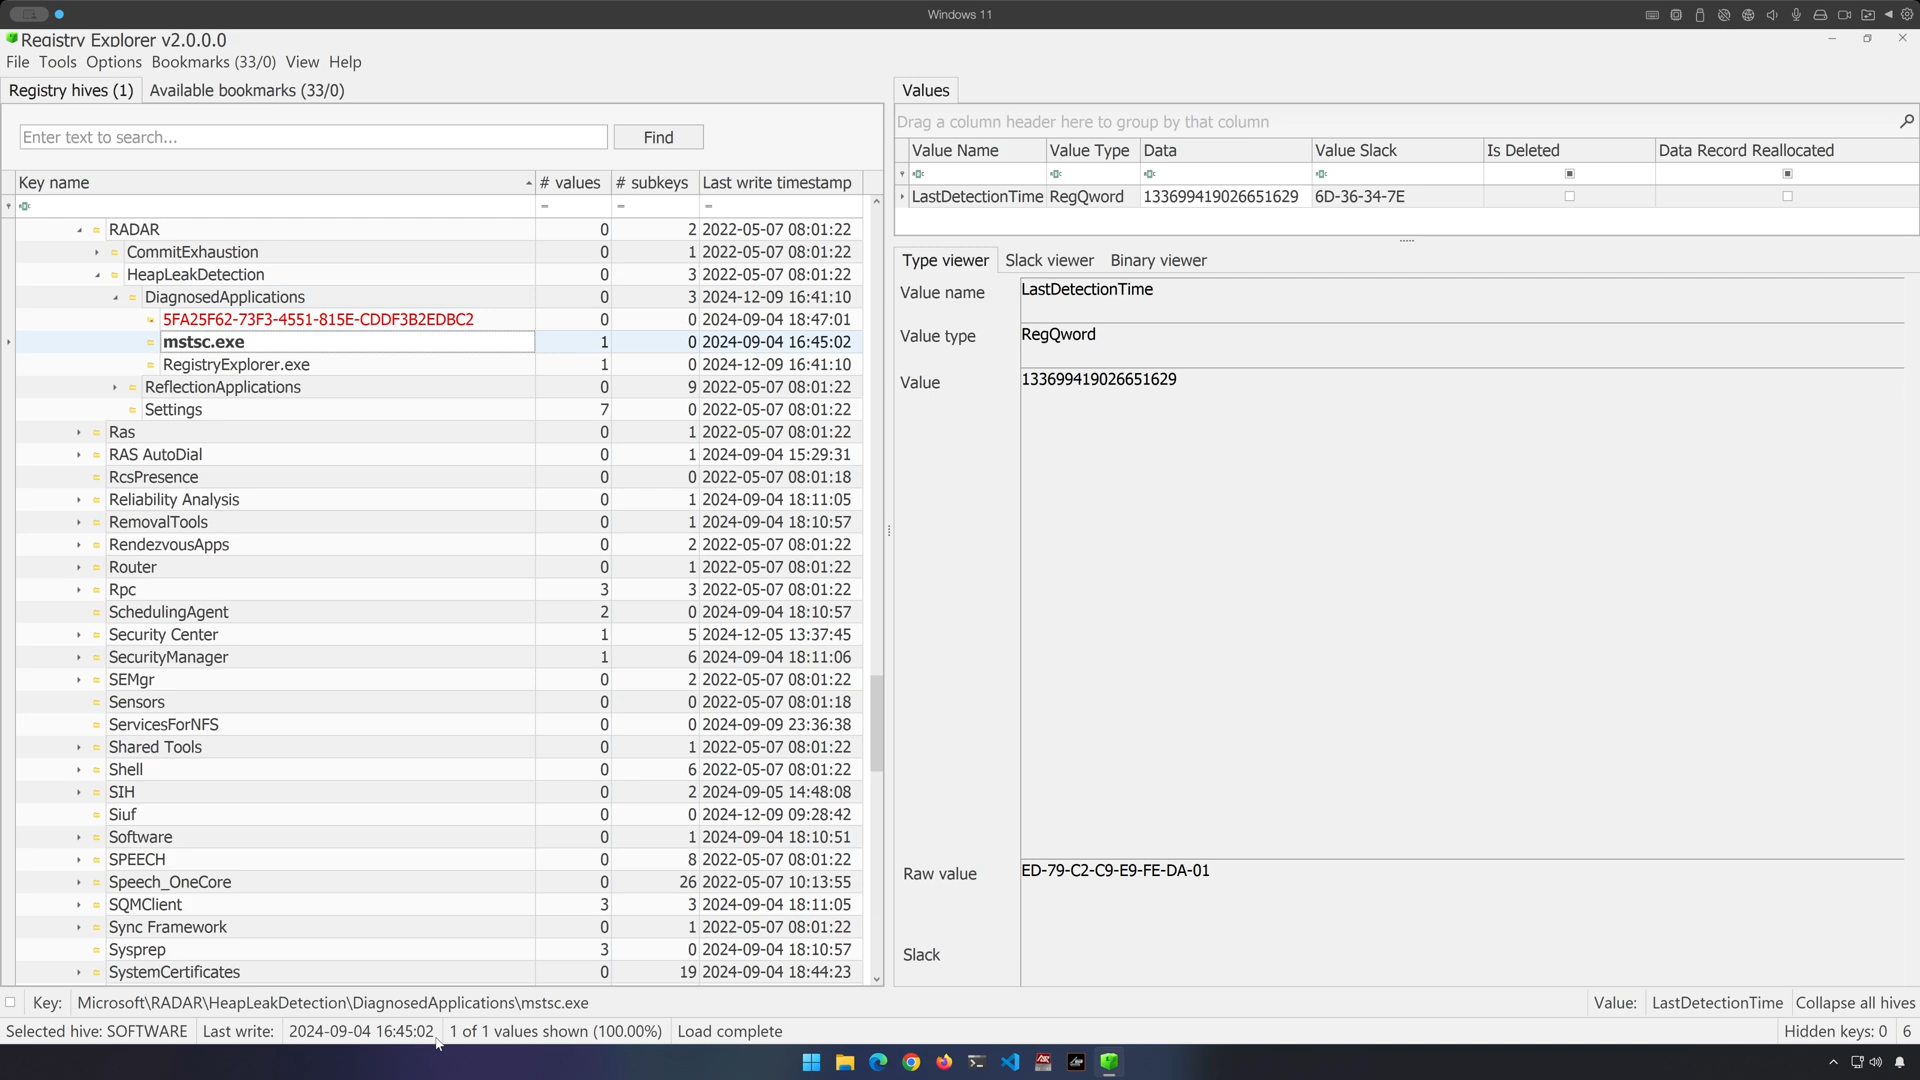 Windows 11
Registry Explorer v2.0.0.0
File Tools Options Bookmarks (33/0) View Help
Registry hives (1) Available bookmarks (33/0)
Enter text to search... Find
Key name # values # subkeys Last write timestamp
= = =
RADAR 0 2 2022-05-07 08:01:22
CommitExhaustion 0 1 2022-05-07 08:01:22
HeapLeakDetection 0 3 2022-05-07 08:01:22
DiagnosedApplications 0 3 2024-12-09 16:41:10
5FA25F62-73F3-4551-815E-CDDF3B2EDBC2 0 0 2024-09-04 18:47:01
mstsc.exe 1 0 2024-09-04 16:45:02
RegistryExplorer.exe 1 0 2024-12-09 16:41:10
ReflectionApplications 0 9 2022-05-07 08:01:22
Settings 7 0 2022-05-07 08:01:22
Ras 0 1 2022-05-07 08:01:22
RAS AutoDial 0 1 2024-09-04 15:29:31
RcsPresence 0 0 2022-05-07 08:01:18
Reliability Analysis 0 1 2024-09-04 18:11:05
RemovalTools 0 1 2024-09-04 18:10:57
RendezvousApps 0 2 2022-05-07 08:01:22
Router 0 1 2022-05-07 08:01:22
Rpc 3 3 2022-05-07 08:01:22
SchedulingAgent 2 0 2024-09-04 18:10:57
Security Center 1 5 2024-12-05 13:37:45
SecurityManager 1 6 2024-09-04 18:11:06
SEMgr 0 2 2022-05-07 08:01:22
Sensors 0 0 2022-05-07 08:01:18
ServicesForNFS 0 0 2024-09-09 23:36:38
Shared Tools 0 1 2022-05-07 08:01:22
Shell 0 6 2022-05-07 08:01:22
SIH 0 2 2024-09-05 14:48:08
Siuf 0 0 2024-12-09 09:28:42
Software 0 1 2024-09-04 18:10:51
SPEECH 0 8 2022-05-07 08:01:22
Speech_OneCore 0 26 2022-05-07 10:13:55
SQMClient 3 3 2024-09-04 18:11:05
Sync Framework 0 1 2022-05-07 08:01:22
Sysprep 3 0 2024-09-04 18:10:57
SystemCertificates 0 19 2024-09-04 18:44:23
Values
Drag a column header here to group by that column
Value Name Value Type Data Value Slack Is Deleted Data Record Reallocated
LastDetectionTime RegQword 133699419026651629 6D-36-34-7E
Type viewer Slack viewer Binary viewer
Value name LastDetectionTime
Value type RegQword
Value 133699419026651629
Raw value ED-79-C2-C9-E9-FE-DA-01
Slack
Key: Microsoft\RADAR\HeapLeakDetection\DiagnosedApplications\mstsc.exe Value: LastDetectionTime Collapse all hives
Selected hive: SOFTWARE Last write: 2024-09-04 16:45:02 1 of 1 values shown (100.00%) Load complete Hidden keys: 0 6